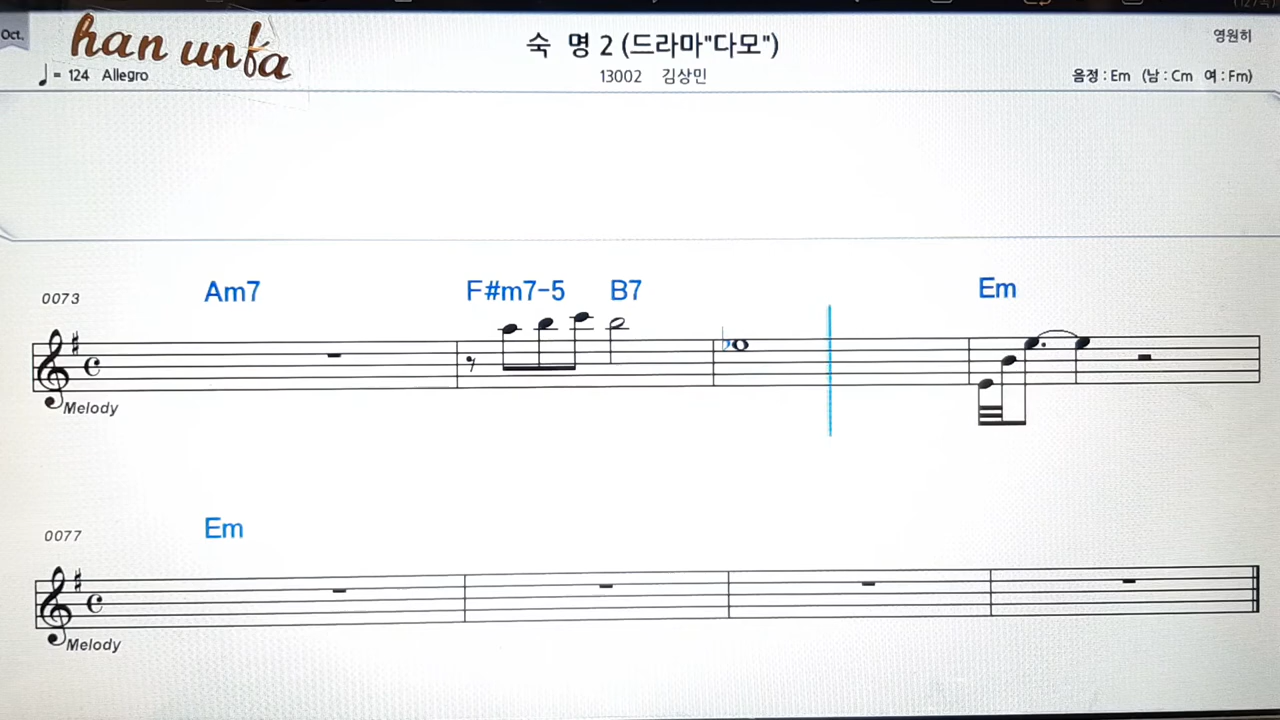 Oct.
han unfa
숙 명 2 (드라마"다모")
영원히
= 124 Allegro
13002 김상민
음정 : Em (남 : Cm 여 : Fm)
0073
Am7
F#m7-5
B7
Em
Melody
0077
Em
Melody